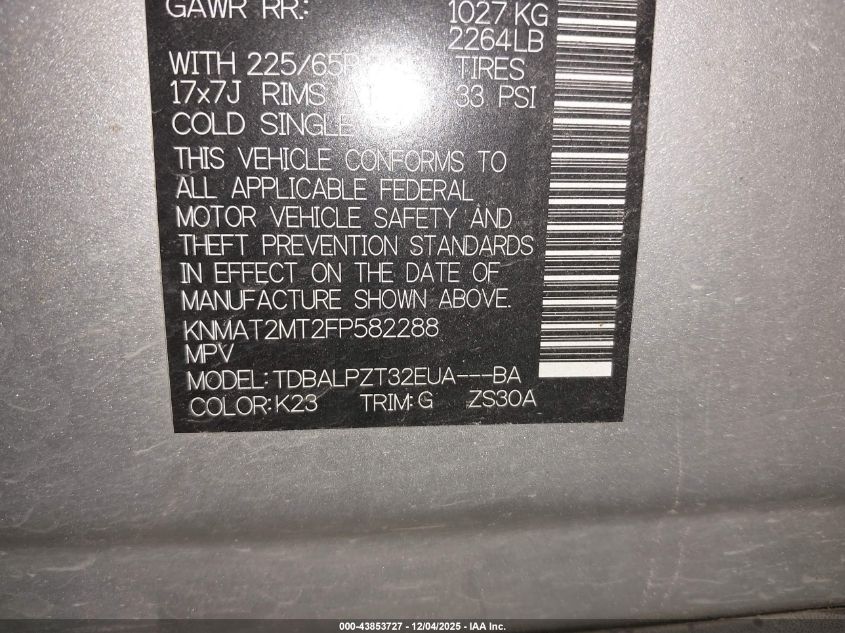 GAWR RR.: 1027 KG
2264LB
WITH 225/65R TIRES
17x7J RIMS 33 PSI
COLD SINGLE
THIS VEHICLE CONFORMS TO
ALL APPLICABLE FEDERAL
MOTOR VEHICLE SAFETY AND
THEFT PREVENTION STANDARDS
IN EFFECT ON THE DATE OF
MANUFACTURE SHOWN ABOVE.
KNMAT2MT2FP582288
MPV
MODEL: TDBALPZT32EUA---BA
COLOR: K23 TRIM: G ZS30A
000-43853727 - 12/04/2025 - IAA Inc.